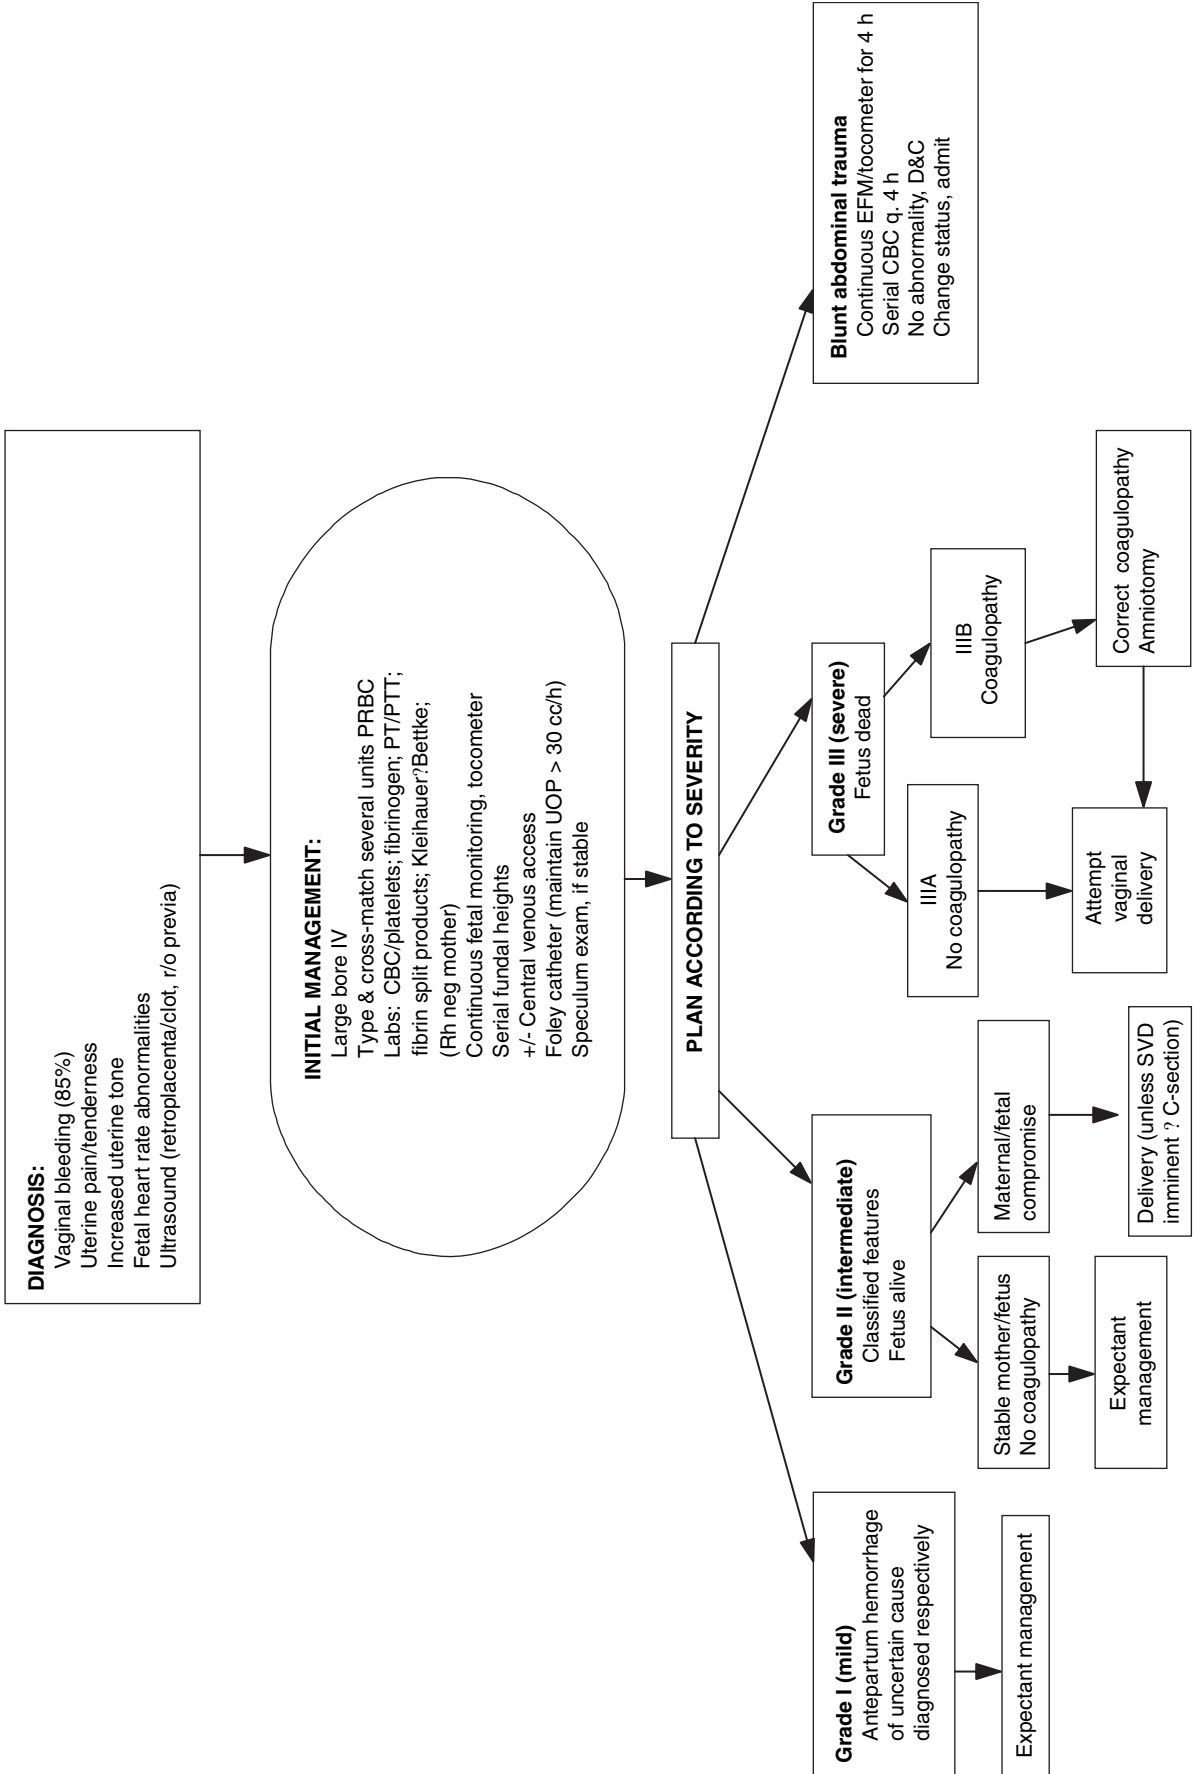 DIAGNOSIS:
Vaginal bleeding (85%)
Uterine pain/tenderness
Increased uterine tone
Fetal heart rate abnormalities
Ultrasound (retroplacenta/clot, r/o previa)
INITIAL MANAGEMENT:
Large bore IV
Type & cross-match several units PRBC
Labs: CBC/platelets; fibrinogen; PT/PTT;
fibrin split products; Kleihauer?Bettke;
(Rh neg mother)
Continuous fetal monitoring, tocometer
Serial fundal heights
+/- Central venous access
Foley catheter (maintain UOP > 30 cc/h)
Speculum exam, if stable
PLAN ACCORDING TO SEVERITY
Grade I (mild)
Antepartum hemorrhage
of uncertain cause
diagnosed respectively
Expectant management
Grade II (intermediate)
Classified features
Fetus alive
Stable mother/fetus
No coagulopathy
Expectant
management
Maternal/fetal
compromise
Delivery (unless SVD
imminent ? C-section)
Grade III (severe)
Fetus dead
IIIA
No coagulopathy
Attempt
vaginal
delivery
IIIB
Coagulopathy
Correct coagulopathy
Amniotomy
Blunt abdominal trauma
Continuous EFM/tocometer for 4 h
Serial CBC q. 4 h
No abnormality, D&C
Change status, admit